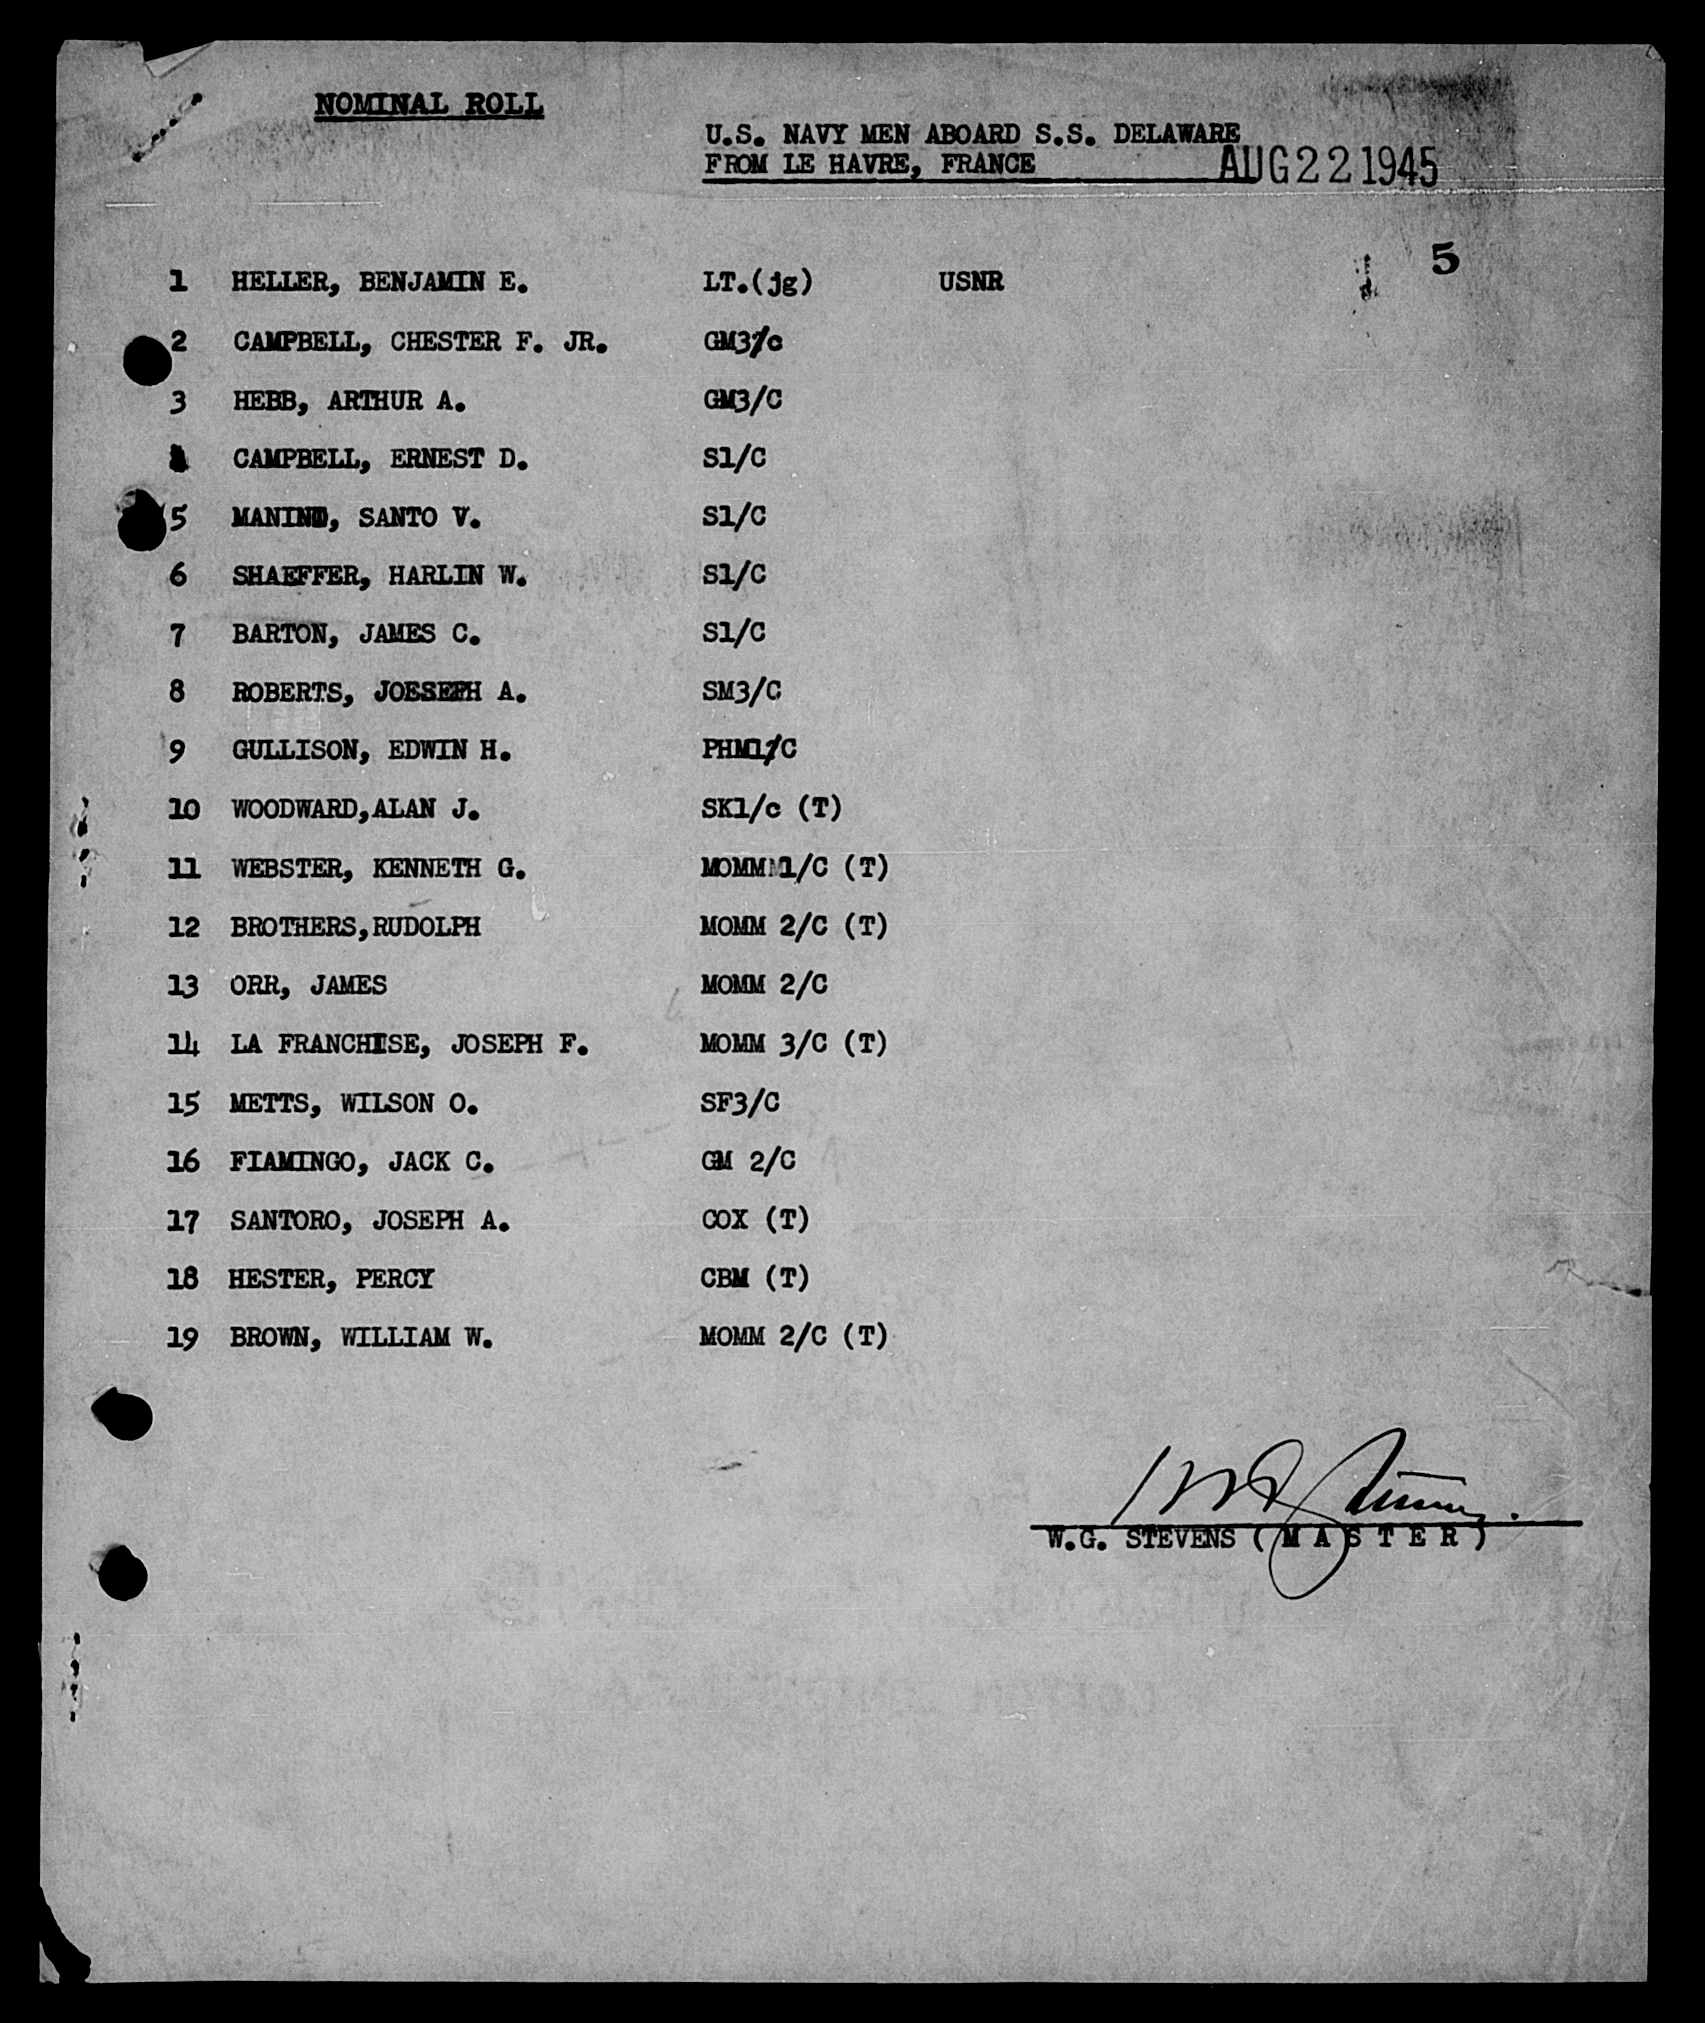 NOMINAL ROLL
U.S. NAVY MEN ABOARD S.S. DELAWARE
FROM LE HAVRE, FRANCE AUG 22 1945
5
1 HELLER, BENJAMIN E. LT.(jg) USNR
2 CAMPBELL, CHESTER F. JR. GM3/c
3 HEBB, ARTHUR A. GM3/C
4 CAMPBELL, ERNEST D. S1/C
5 MANINO, SANTO V. S1/C
6 SHAEFFER, HARLIN W. S1/C
7 BARTON, JAMES C. S1/C
8 ROBERTS, JOESEPH A. SM3/C
9 GULLISON, EDWIN H. PHM1/C
10 WOODWARD,ALAN J. SK1/c (T)
11 WEBSTER, KENNETH G. MOMM 1/C (T)
12 BROTHERS,RUDOLPH MOMM 2/C (T)
13 ORR, JAMES MOMM 2/C
14 LA FRANCHISE, JOSEPH F. MOMM 3/C (T)
15 METTS, WILSON O. SF3/C
16 FIAMINGO, JACK C. GM 2/C
17 SANTORO, JOSEPH A. COX (T)
18 HESTER, PERCY CBM (T)
19 BROWN, WILLIAM W. MOMM 2/C (T)
W.G. STEVENS (M A S T E R)